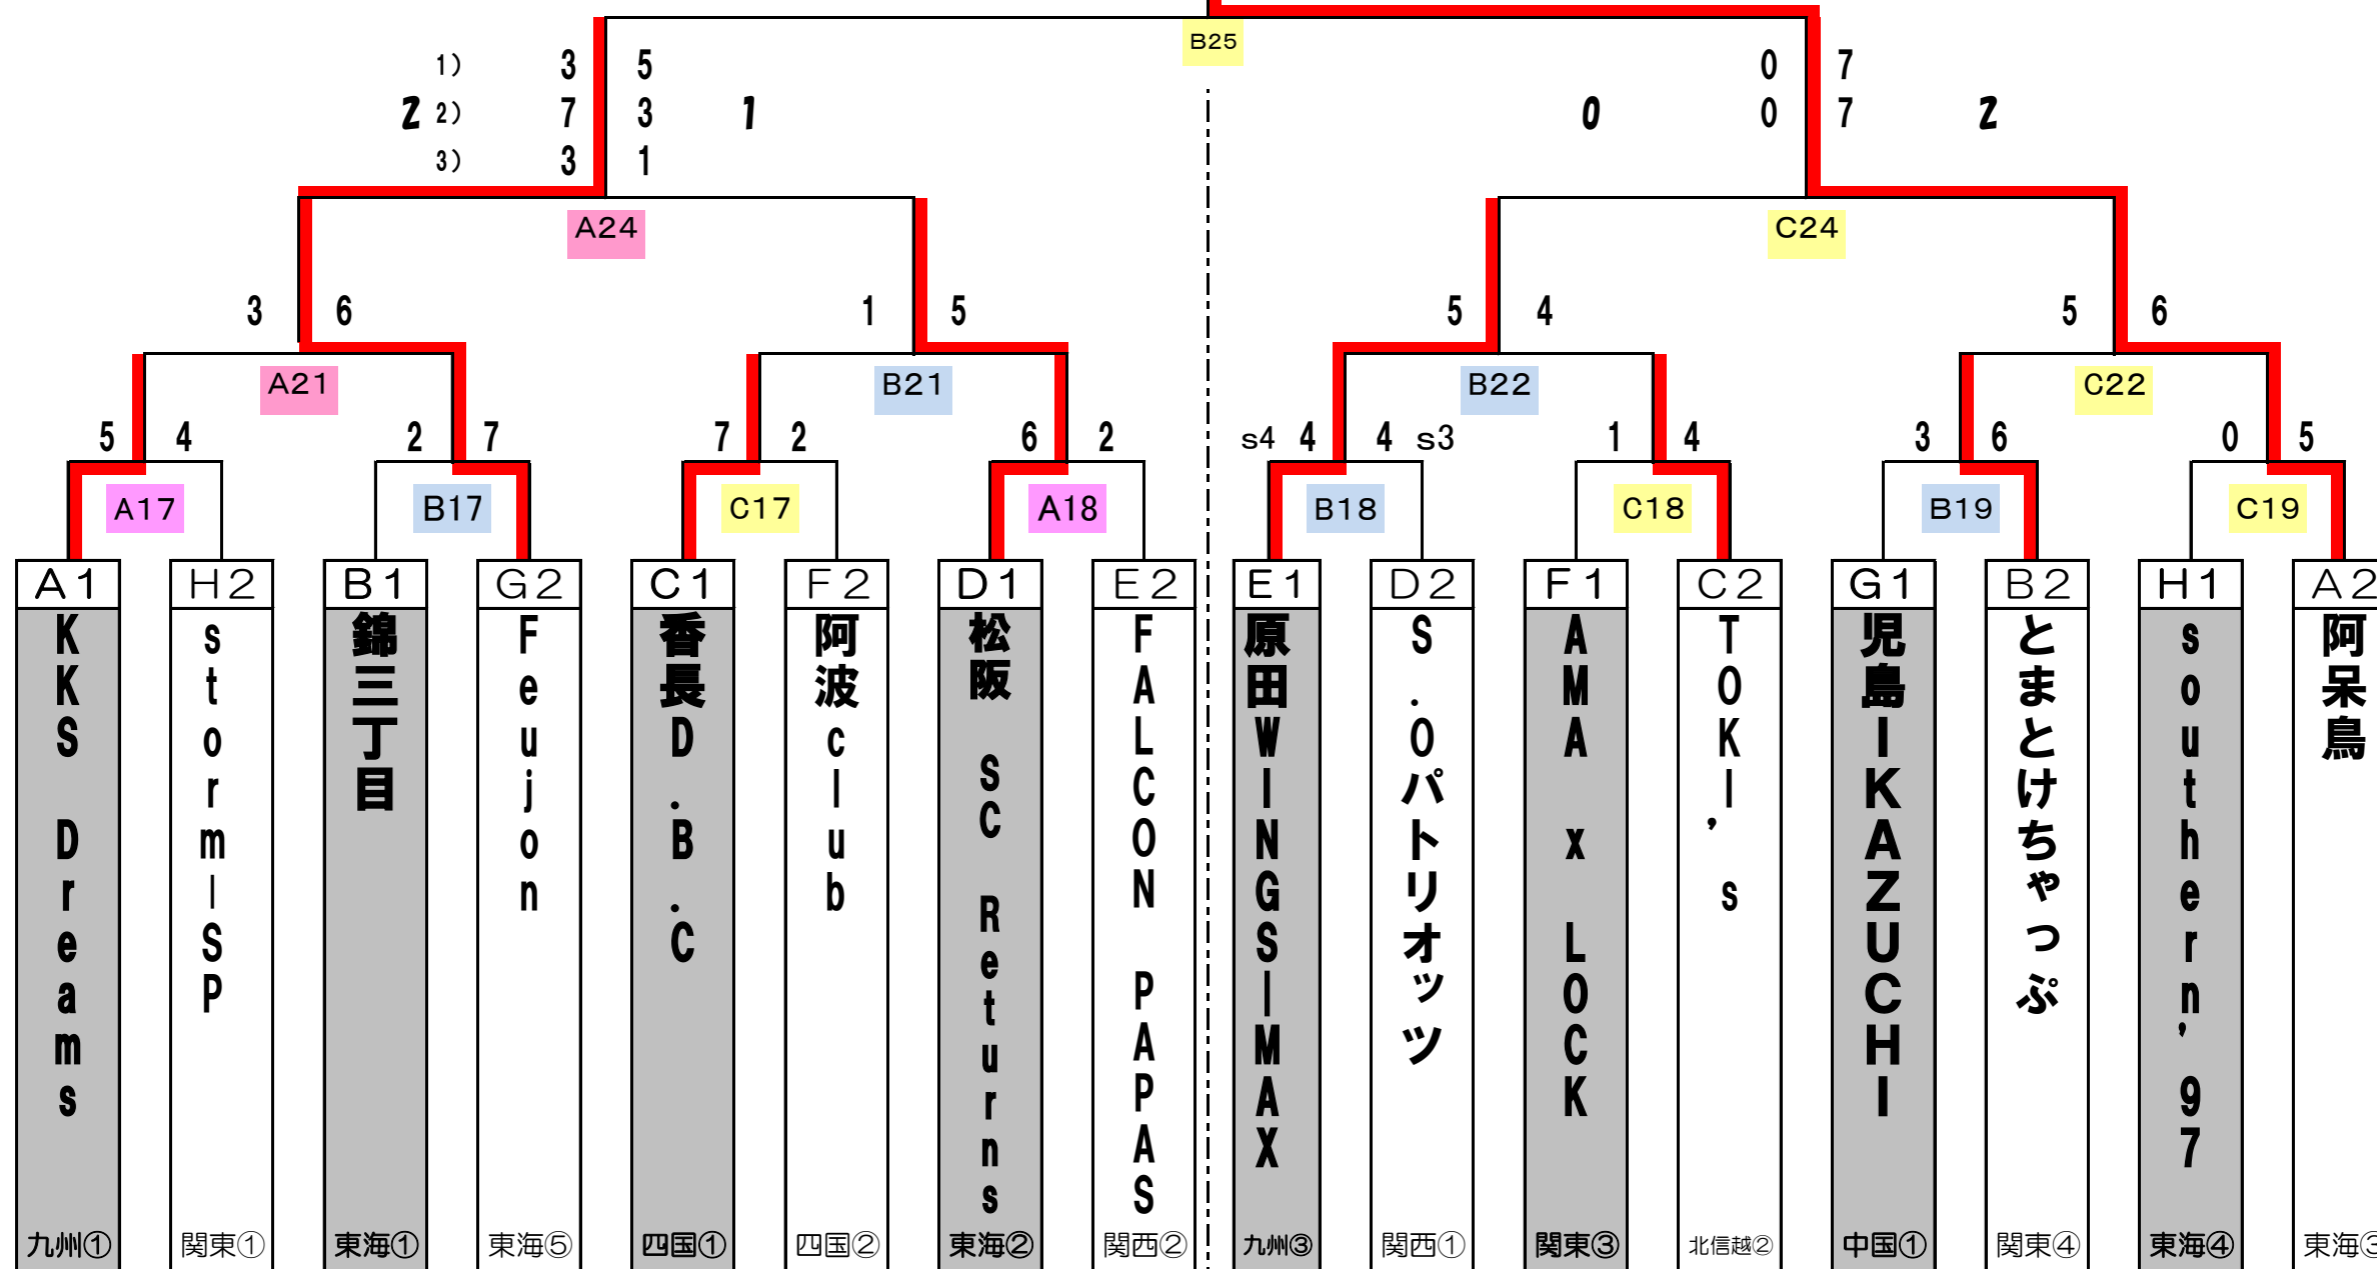 B25
1) 3 5 0 7
2 2) 7 3 1 0 0 7 2
3) 3 1
A24 C24
3 6 1 5 5 4 5 6
A21 B21 B22 C22
5 4 2 7 7 2 6 2 s4 4 4 s3 1 4 3 6 0 5
A17 B17 C17 A18 B18 C18 B19 C19
A1 H2 B1 G2 C1 F2 D1 E2 E1 D2 F1 C2 G1 B2 H1 A2
KKS Dreams
storm-SP
錦三丁目
Feujon
香長D.B.C
阿波club
松阪 SC Returns
FALCON PAPAS
原田WINGS-MAX
S.Oパトリオッツ
AMA x LOCK
TOKI's
児島IKAZUCHI
とまとけちゃっぷ
southern'97
阿呆鳥
九州① 関東① 東海① 東海⑤ 四国① 四国② 東海② 関西② 九州③ 関西① 関東③ 北信越② 中国① 関東④ 東海④ 東海③